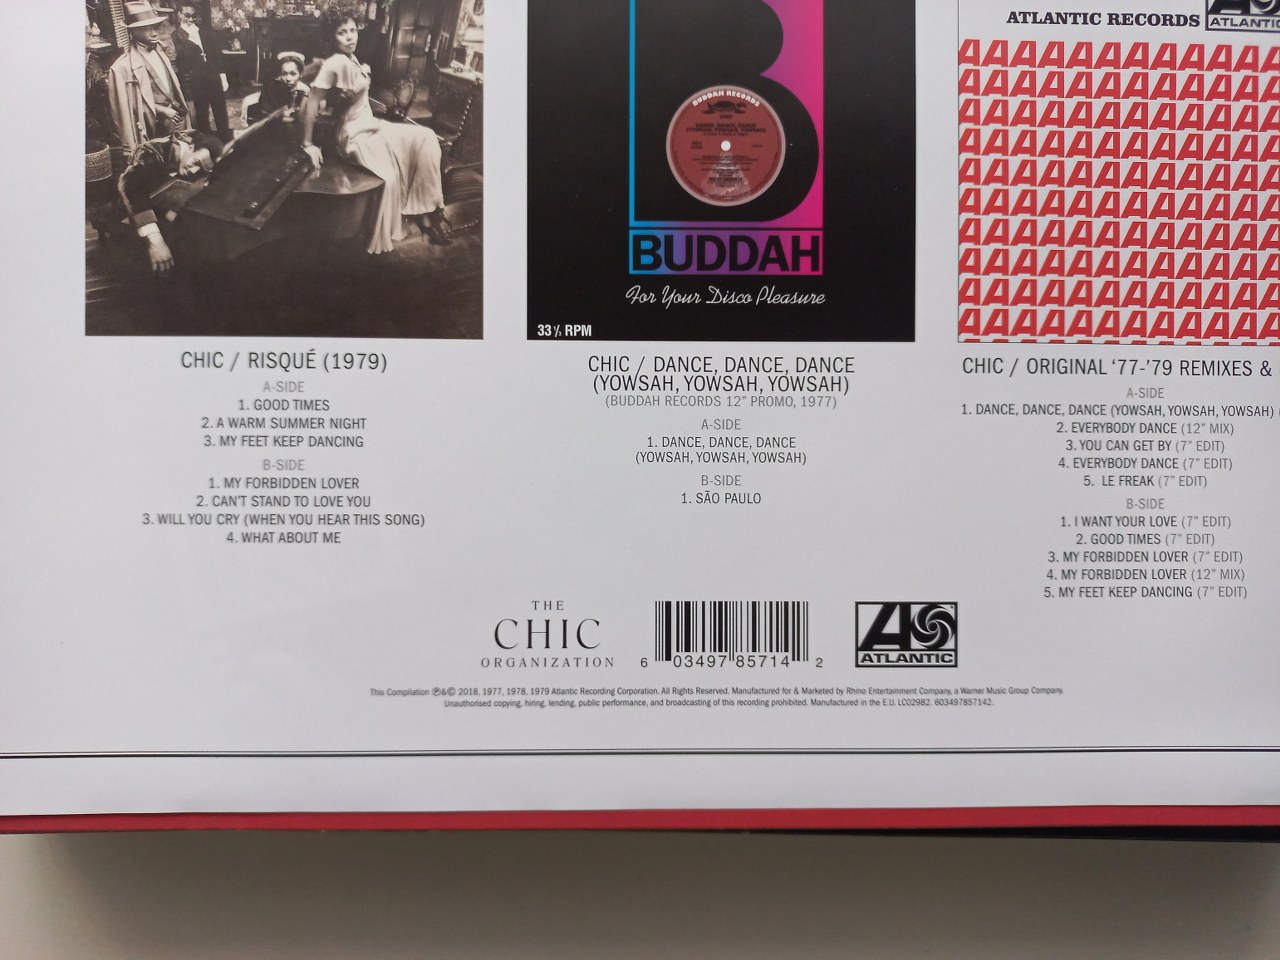 CHIC / RISQUÉ (1979)
A-SIDE
1. GOOD TIMES
2. A WARM SUMMER NIGHT
3. MY FEET KEEP DANCING
B-SIDE
1. MY FORBIDDEN LOVER
2. CAN'T STAND TO LOVE YOU
3. WILL YOU CRY (WHEN YOU HEAR THIS SONG)
4. WHAT ABOUT ME
B
BUDDAH RECORDS
DANCE, DANCE, DANCE
(YOWSAH, YOWSAH, YOWSAH)
BUDDAH
For Your Disco Pleasure
33 ⅓ RPM
CHIC / DANCE, DANCE, DANCE
(YOWSAH, YOWSAH, YOWSAH)
(BUDDAH RECORDS 12" PROMO, 1977)
A-SIDE
1. DANCE, DANCE, DANCE
(YOWSAH, YOWSAH, YOWSAH)
B-SIDE
1. SÃO PAULO
ATLANTIC RECORDS
ATLANTIC
CHIC / ORIGINAL '77-'79 REMIXES &
A-SIDE
1. DANCE, DANCE, DANCE (YOWSAH, YOWSAH, YOWSAH) (
2. EVERYBODY DANCE (12" MIX)
3. YOU CAN GET BY (7" EDIT)
4. EVERYBODY DANCE (7" EDIT)
5. LE FREAK (7" EDIT)
B-SIDE
1. I WANT YOUR LOVE (7" EDIT)
2. GOOD TIMES (7" EDIT)
3. MY FORBIDDEN LOVER (7" EDIT)
4. MY FORBIDDEN LOVER (12" MIX)
5. MY FEET KEEP DANCING (7" EDIT)
THE
CHIC
ORGANIZATION
6 03497 85714 2
ATLANTIC
This Compilation ℗&© 2018, 1977, 1978, 1979 Atlantic Recording Corporation. All Rights Reserved. Manufactured for & Marketed by Rhino Entertainment Company, a Warner Music Group Company.
Unauthorised copying, hiring, lending, public performance, and broadcasting of this recording prohibited. Manufactured in the E.U. LC02982. 603497857142.